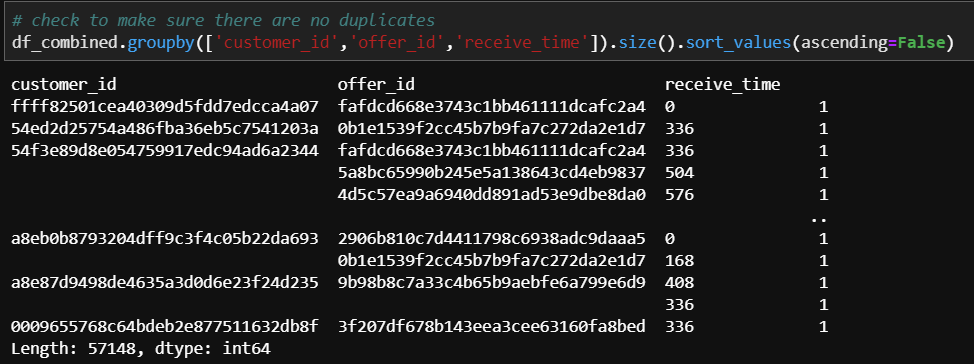 # check to make sure there are no duplicates
df_combined.groupby(['customer_id','offer_id','receive_time']).size().sort_values(ascending=False)
customer_id offer_id receive_time
ffff82501cea40309d5fdd7edcca4a07 fafdcd668e3743c1bb461111dcafc2a4 0 1
54ed2d25754a486fba36eb5c7541203a 0b1e1539f2cc45b7b9fa7c272da2e1d7 336 1
54f3e89d8e054759917edc94ad6a2344 fafdcd668e3743c1bb461111dcafc2a4 336 1
5a8bc65990b245e5a138643cd4eb9837 504 1
4d5c57ea9a6940dd891ad53e9dbe8da0 576 1
..
a8eb0b8793204dff9c3f4c05b22da693 2906b810c7d4411798c6938adc9daaa5 0 1
0b1e1539f2cc45b7b9fa7c272da2e1d7 168 1
a8e87d9498de4635a3d0d6e23f24d235 9b98b8c7a33c4b65b9aebfe6a799e6d9 408 1
336 1
0009655768c64bdeb2e877511632db8f 3f207df678b143eea3cee63160fa8bed 336 1
Length: 57148, dtype: int64